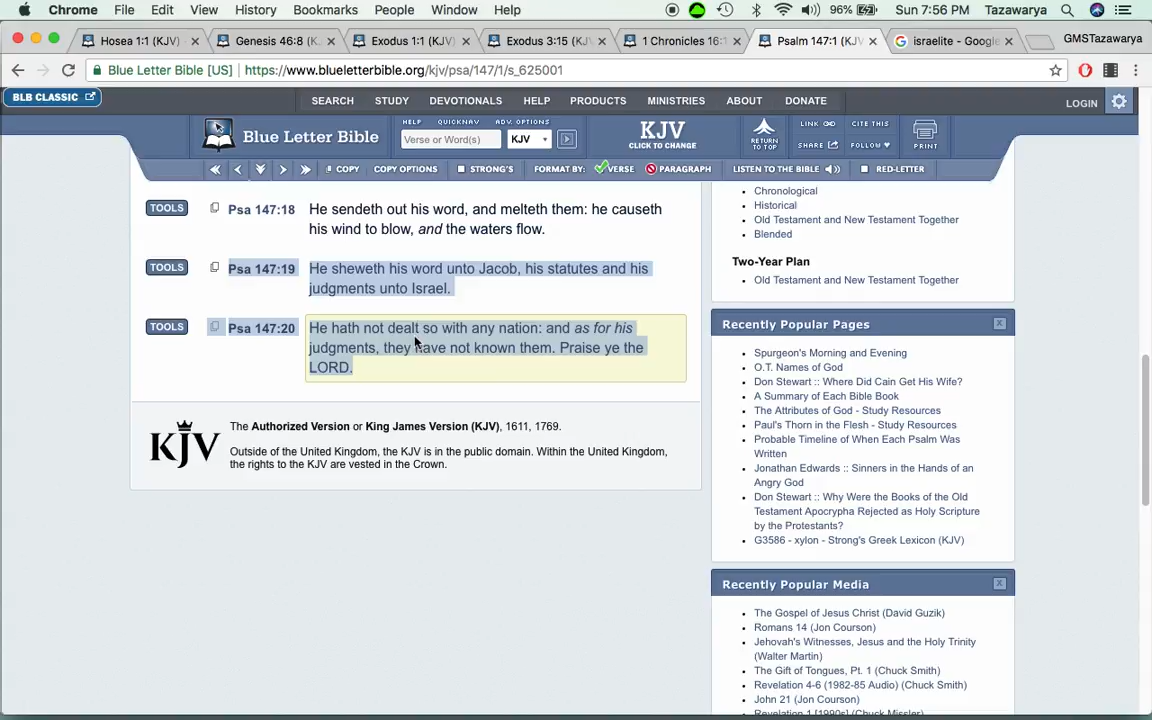 Chrome File Edit View History Bookmarks People Window Help 96% Sun 7:56 PM Tazawarya
Hosea 1:1 (KJV) Genesis 46:8 (K Exodus 1:1 (KJV) Exodus 3:15 (KJV 1 Chronicles 16: Psalm 147:1 (KJV israelite - Google GMSTazawarya
Blue Letter Bible [US] https://www.blueletterbible.org/kjv/psa/147/1/s_625001
BLB CLASSIC SEARCH STUDY DEVOTIONALS HELP PRODUCTS MINISTRIES ABOUT DONATE LOGIN
HELP QUICKNAV ADV. OPTIONS
Blue Letter Bible Verse or Word(s) KJV
KJV
CLICK TO CHANGE
RETURN
TO TOP
LINK CITE THIS
SHARE FOLLOW
PRINT
COPY COPY OPTIONS STRONG'S FORMAT BY: VERSE PARAGRAPH LISTEN TO THE BIBLE RED-LETTER
TOOLS Psa 147:18 He sendeth out his word, and melteth them: he causeth
his wind to blow, and the waters flow.
TOOLS Psa 147:19 He sheweth his word unto Jacob, his statutes and his
judgments unto Israel.
TOOLS Psa 147:20 He hath not dealt so with any nation: and as for his
judgments, they have not known them. Praise ye the
LORD.
KJV
The Authorized Version or King James Version (KJV), 1611, 1769.
Outside of the United Kingdom, the KJV is in the public domain. Within the United Kingdom,
the rights to the KJV are vested in the Crown.
Chronological
Historical
Old Testament and New Testament Together
Blended
Two-Year Plan
Old Testament and New Testament Together
Recently Popular Pages
Spurgeon's Morning and Evening
O.T. Names of God
Don Stewart :: Where Did Cain Get His Wife?
A Summary of Each Bible Book
The Attributes of God - Study Resources
Paul's Thorn in the Flesh - Study Resources
Probable Timeline of When Each Psalm Was
Written
Jonathan Edwards :: Sinners in the Hands of an
Angry God
Don Stewart :: Why Were the Books of the Old
Testament Apocrypha Rejected as Holy Scripture
by the Protestants?
G3586 - xylon - Strong's Greek Lexicon (KJV)
Recently Popular Media
The Gospel of Jesus Christ (David Guzik)
Romans 14 (Jon Courson)
Jehovah's Witnesses, Jesus and the Holy Trinity
(Walter Martin)
The Gift of Tongues, Pt. 1 (Chuck Smith)
Revelation 4-6 (1982-85 Audio) (Chuck Smith)
John 21 (Jon Courson)
Revelation 1 [1990s] (Chuck Missler)